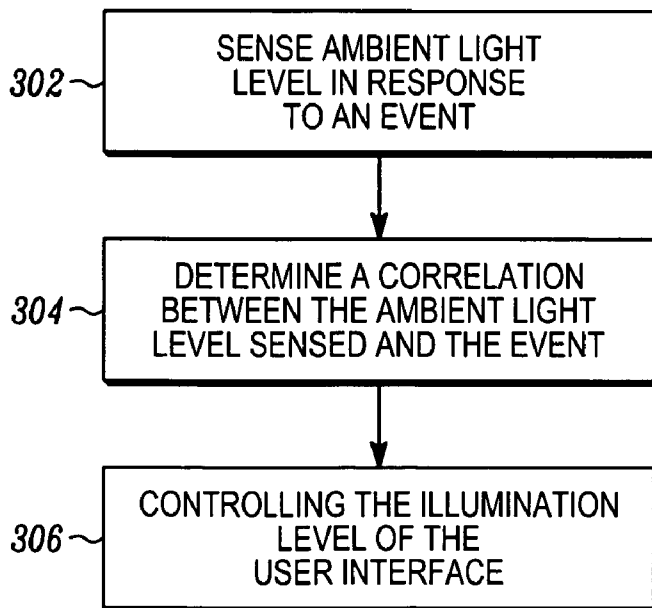 302
SENSE AMBIENT LIGHT
LEVEL IN RESPONSE
TO AN EVENT
304
DETERMINE A CORRELATION
BETWEEN THE AMBIENT LIGHT
LEVEL SENSED AND THE EVENT
306
CONTROLLING THE ILLUMINATION
LEVEL OF THE
USER INTERFACE